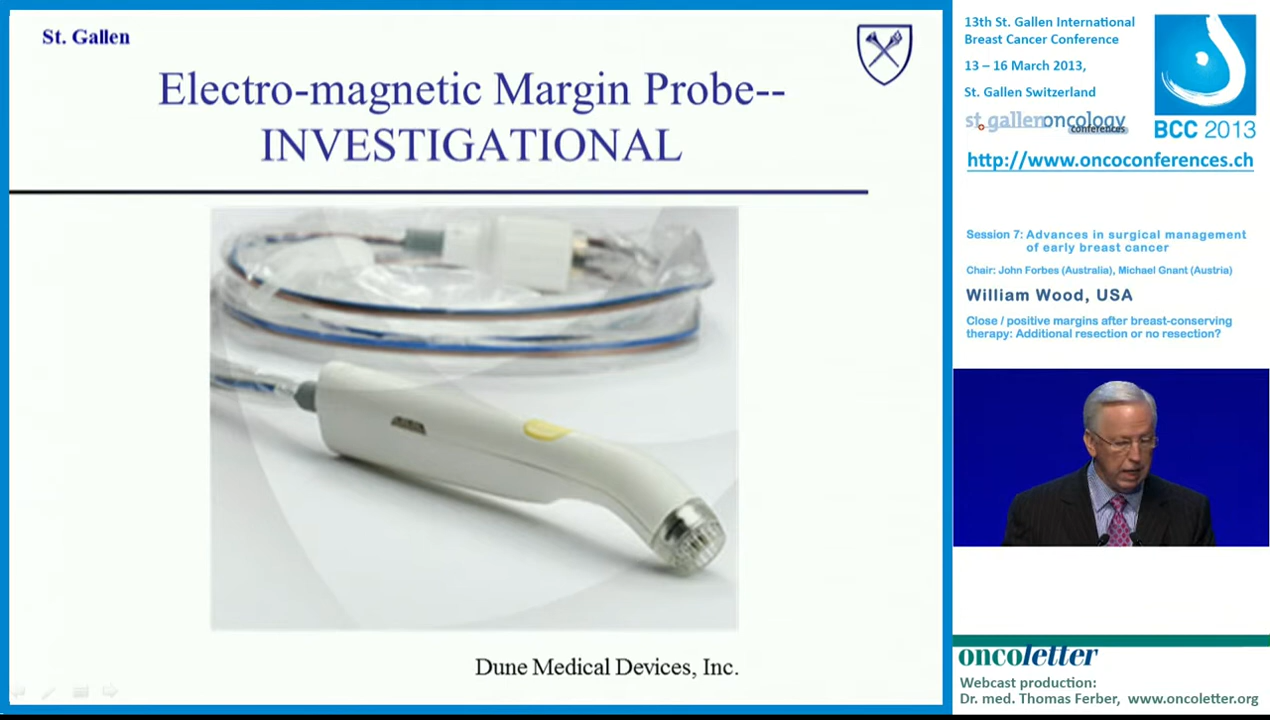 St. Gallen
Electro-magnetic Margin Probe--
INVESTIGATIONAL
Dune Medical Devices, Inc.
13th St. Gallen International
Breast Cancer Conference
13 – 16 March 2013,
St. Gallen Switzerland
st.gallenoncology
conferences
BCC 2013
http://www.oncoconferences.ch
Session 7: Advances in surgical management
of early breast cancer
Chair: John Forbes (Australia), Michael Gnant (Austria)
William Wood, USA
Close / positive margins after breast-conserving
therapy: Additional resection or no resection?
oncoletter
Webcast production:
Dr. med. Thomas Ferber, www.oncoletter.org